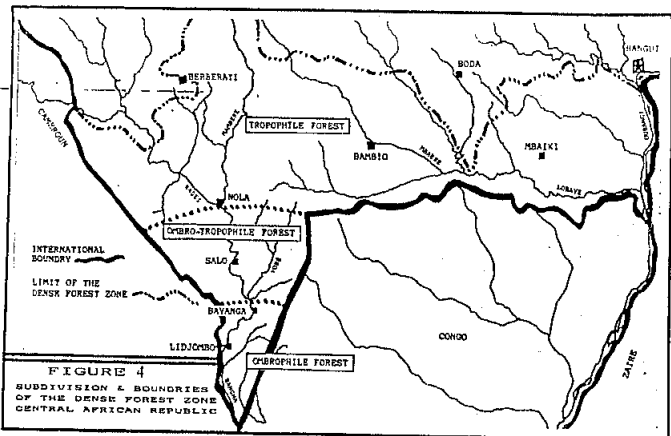 BANGUI
BODA
BERBERATI
CAMEROUN
TROPOPHILE FOREST
BAMBIO
MBAIKI
LOBAYE
NOLA
OMBRO-TROPOPHILE FOREST
INTERNATIONAL
BOUNDRY
SALO
LIMIT OF THE
DENSE FOREST ZONE
BAYANGA
LIDJOMBO
OMBROPHILE FOREST
CONGO
ZAIRE
SANGHA
FIGURE 4
SUBDIVISION & BOUNDRIES
OF THE DENSE FOREST ZONE
CENTRAL AFRICAN REPUBLIC